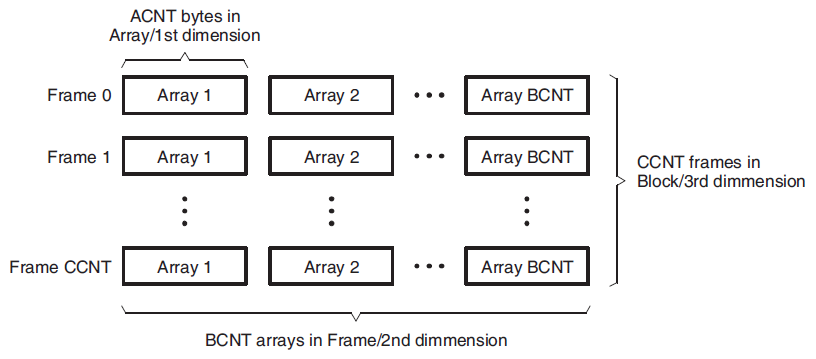 ACNT bytes in
Array/1st dimension
Frame 0 Array 1 Array 2 Array BCNT
Frame 1 Array 1 Array 2 Array BCNT
CCNT frames in
Block/3rd dimmension
Frame CCNT Array 1 Array 2 Array BCNT
BCNT arrays in Frame/2nd dimmension